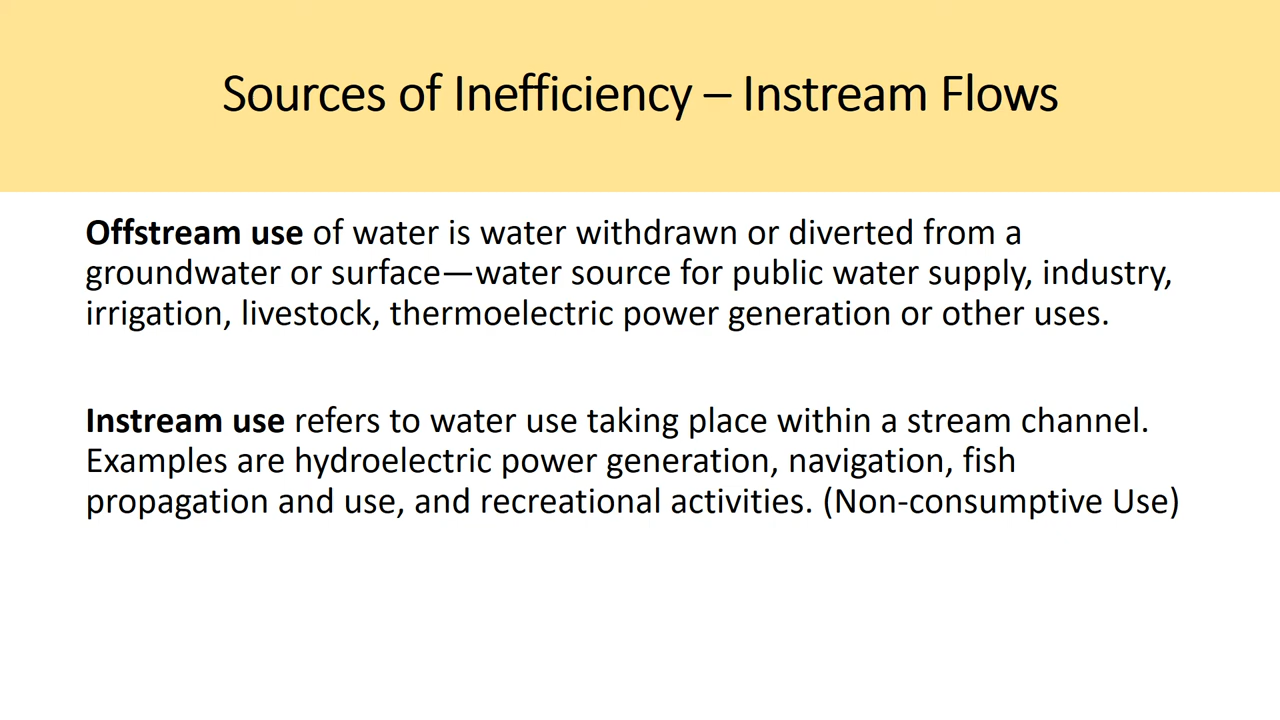 Sources of Inefficiency – Instream Flows
Offstream use of water is water withdrawn or diverted from a
groundwater or surface—water source for public water supply, industry,
irrigation, livestock, thermoelectric power generation or other uses.
Instream use refers to water use taking place within a stream channel.
Examples are hydroelectric power generation, navigation, fish
propagation and use, and recreational activities. (Non-consumptive Use)